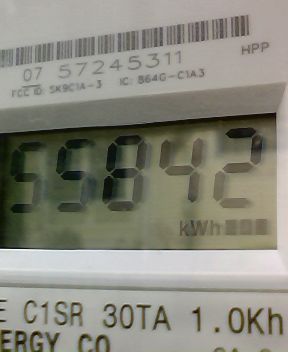 07 57245311
HPP
FCC ID: SK9C1A-3 IC: 864G-C1A3
55842
kWh
E C1SR 30TA 1.0Kh
ERGY CO